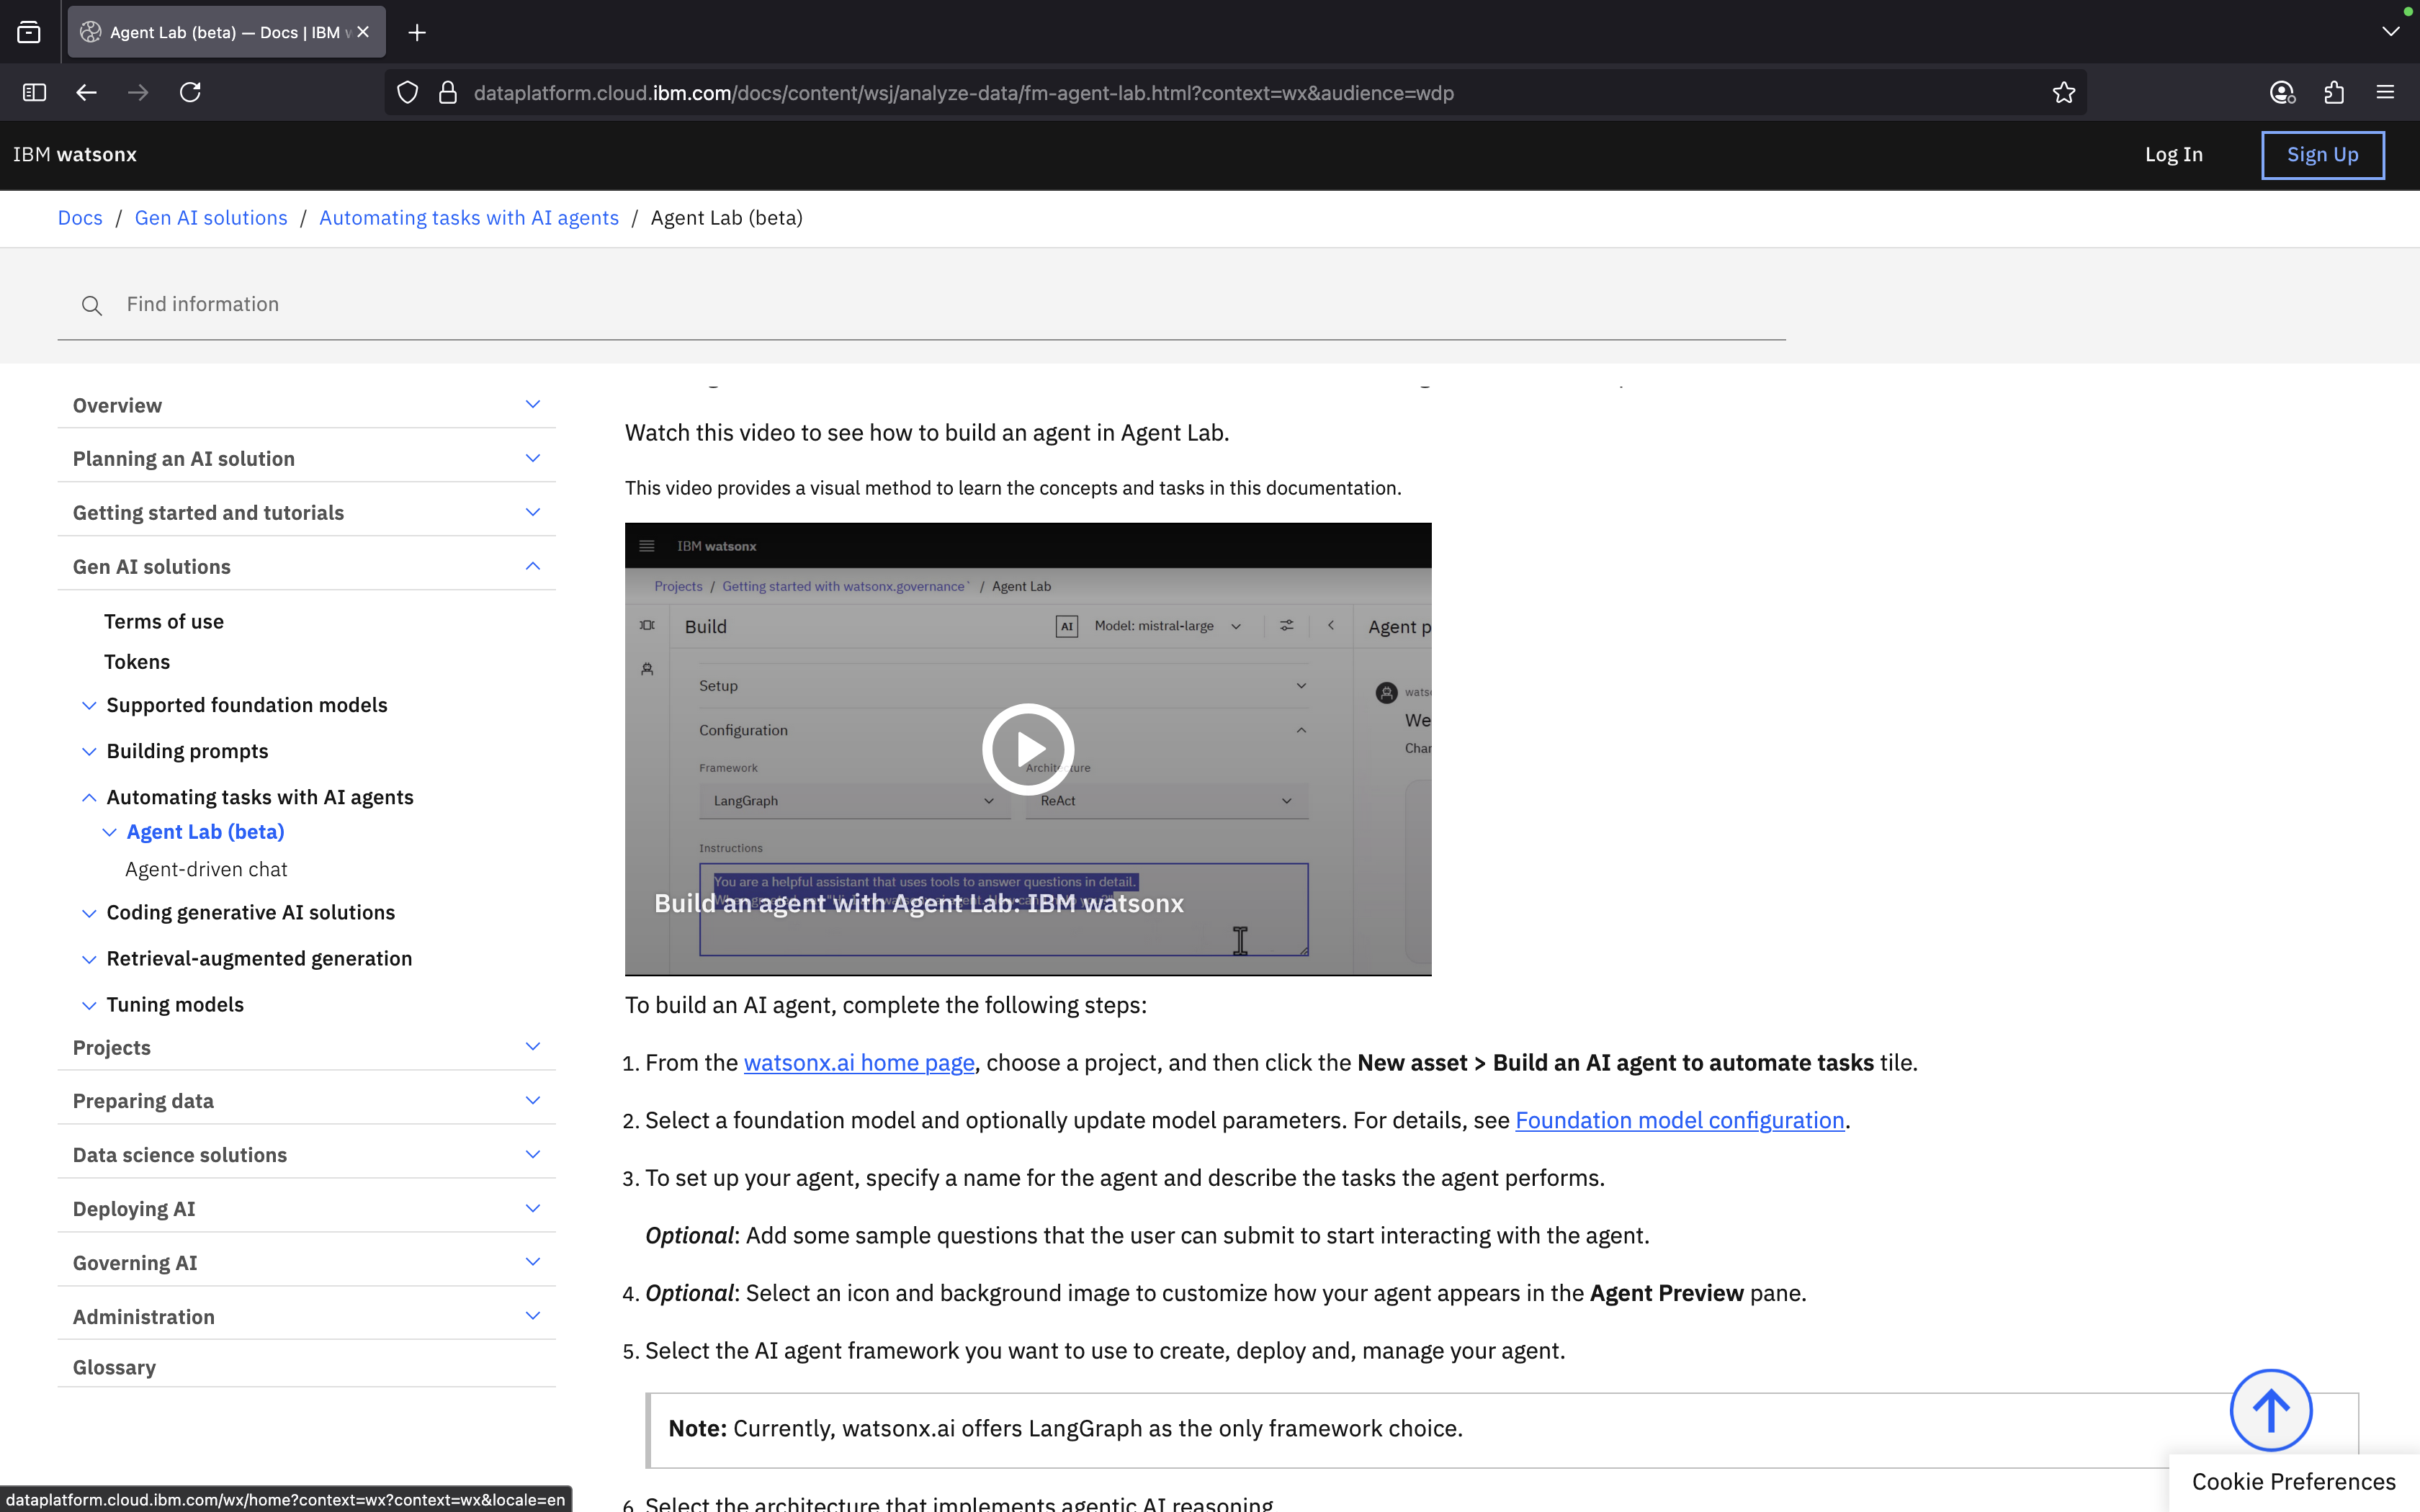 Agent Lab (beta) — Docs | IBM
dataplatform.cloud.ibm.com/docs/content/wsj/analyze-data/fm-agent-lab.html?context=wx&audience=wdp
IBM watsonx
Log In
Sign Up
Docs / Gen AI solutions / Automating tasks with AI agents / Agent Lab (beta)
Find information
Overview
Planning an AI solution
Getting started and tutorials
Gen AI solutions
Terms of use
Tokens
Supported foundation models
Building prompts
Automating tasks with AI agents
Agent Lab (beta)
Agent-driven chat
Coding generative AI solutions
Retrieval-augmented generation
Tuning models
Projects
Preparing data
Data science solutions
Deploying AI
Governing AI
Administration
Glossary
Watch this video to see how to build an agent in Agent Lab.
This video provides a visual method to learn the concepts and tasks in this documentation.
IBM watsonx
Projects / Getting started with watsonx.governance` / Agent Lab
Build
AI Model: mistral-large
Agent p
Setup
wats
Configuration
We
Char
Framework
Architecture
LangGraph
ReAct
Instructions
You are a helpful assistant that uses tools to answer questions in detail.
Build an agent with Agent Lab: IBM watsonx
To build an AI agent, complete the following steps:
1. From the watsonx.ai home page, choose a project, and then click the New asset > Build an AI agent to automate tasks tile.
2. Select a foundation model and optionally update model parameters. For details, see Foundation model configuration.
3. To set up your agent, specify a name for the agent and describe the tasks the agent performs.
Optional: Add some sample questions that the user can submit to start interacting with the agent.
4. Optional: Select an icon and background image to customize how your agent appears in the Agent Preview pane.
5. Select the AI agent framework you want to use to create, deploy and, manage your agent.
Note: Currently, watsonx.ai offers LangGraph as the only framework choice.
6. Select the architecture that implements agentic AI reasoning
Cookie Preferences
dataplatform.cloud.ibm.com/wx/home?context=wx?context=wx&locale=en